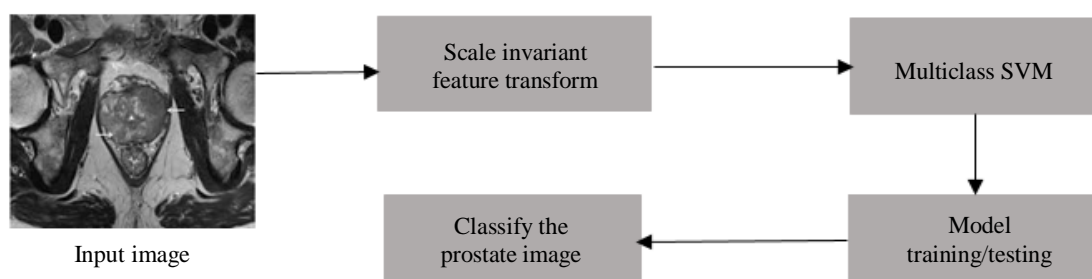 Scale invariant
feature transform
Multiclass SVM
Input image
Classify the
prostate image
Model
training/testing